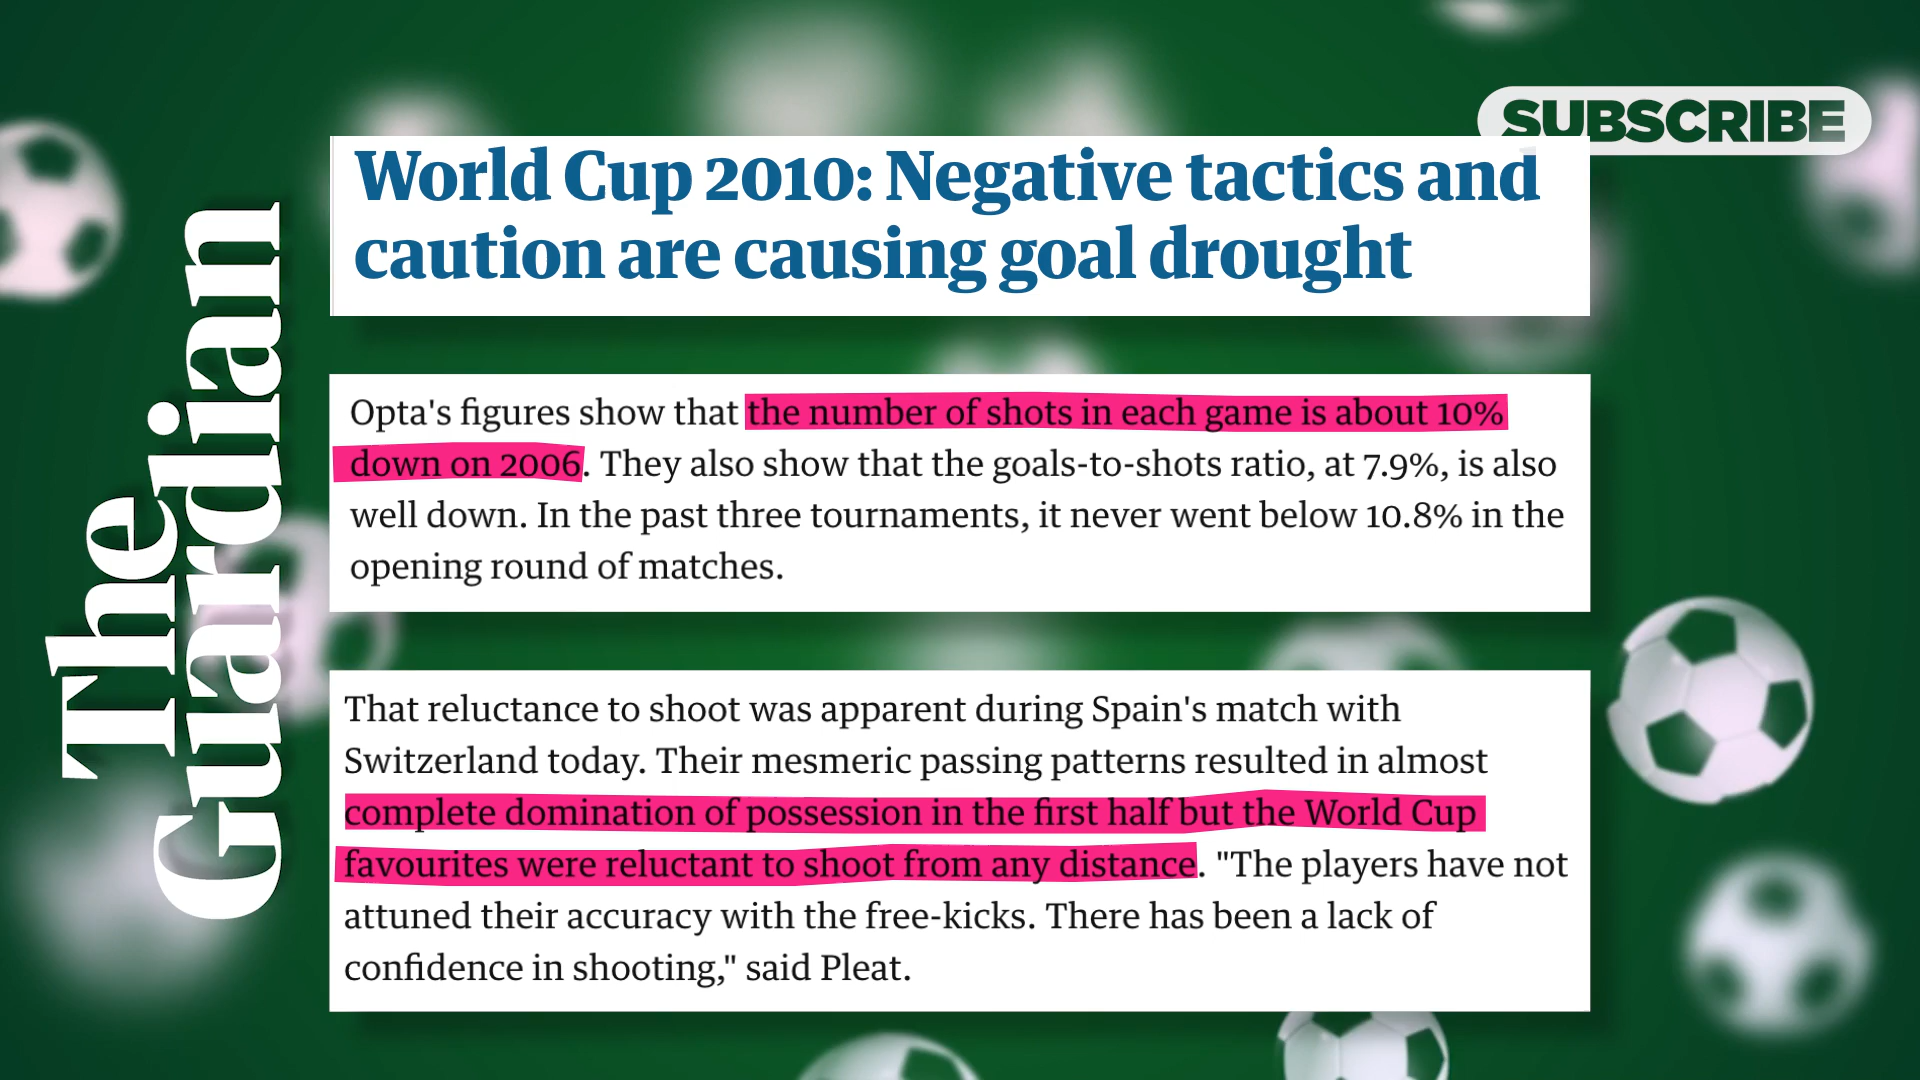 SUBSCRIBE
The
Guardian
World Cup 2010: Negative tactics and
caution are causing goal drought
Opta's figures show that the number of shots in each game is about 10%
down on 2006. They also show that the goals-to-shots ratio, at 7.9%, is also
well down. In the past three tournaments, it never went below 10.8% in the
opening round of matches.
That reluctance to shoot was apparent during Spain's match with
Switzerland today. Their mesmeric passing patterns resulted in almost
complete domination of possession in the first half but the World Cup
favourites were reluctant to shoot from any distance. "The players have not
attuned their accuracy with the free-kicks. There has been a lack of
confidence in shooting," said Pleat.